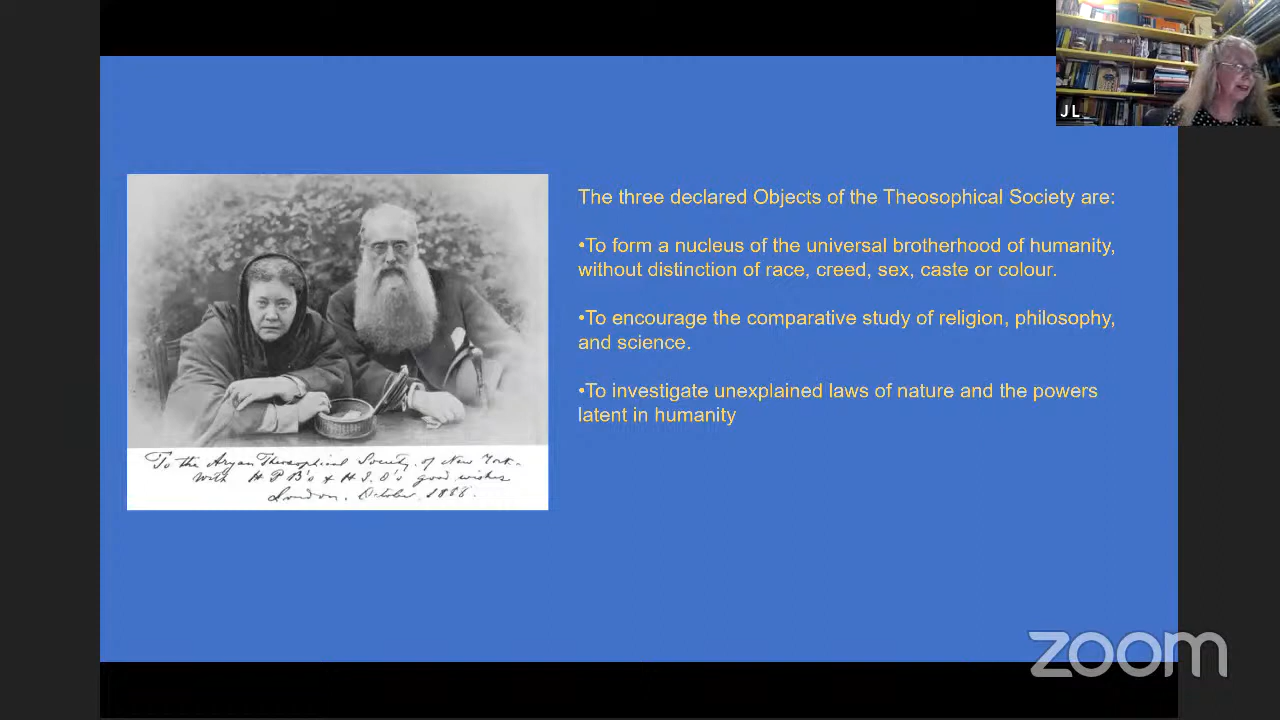 J L
The three declared Objects of the Theosophical Society are:
•To form a nucleus of the universal brotherhood of humanity,
without distinction of race, creed, sex, caste or colour.
•To encourage the comparative study of religion, philosophy,
and science.
•To investigate unexplained laws of nature and the powers
latent in humanity
To the Aryan Theosophical Society of New York.
With H P B's & H. S. O's good wishes
London. October, 1888.
zoom